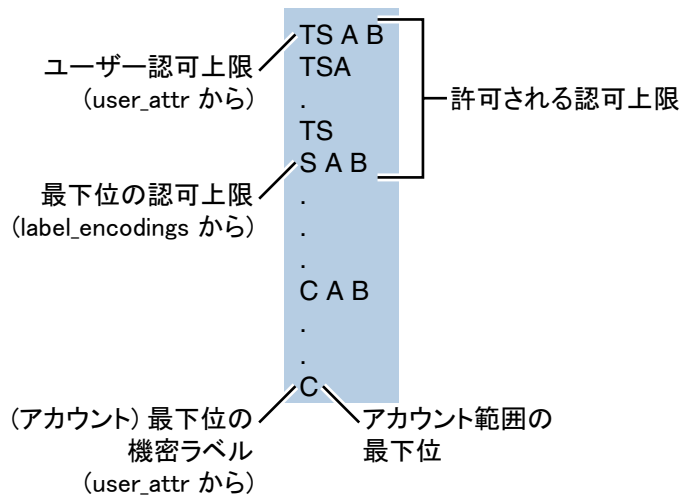 TS A B
ユーザー認可上限
(user_attr から)
TSA
.
許可される認可上限
TS
S A B
最下位の認可上限
(label_encodings から)
.
.
.
C A B
.
.
C
(アカウント) 最下位の
機密ラベル
(user_attr から)
アカウント範囲の
最下位